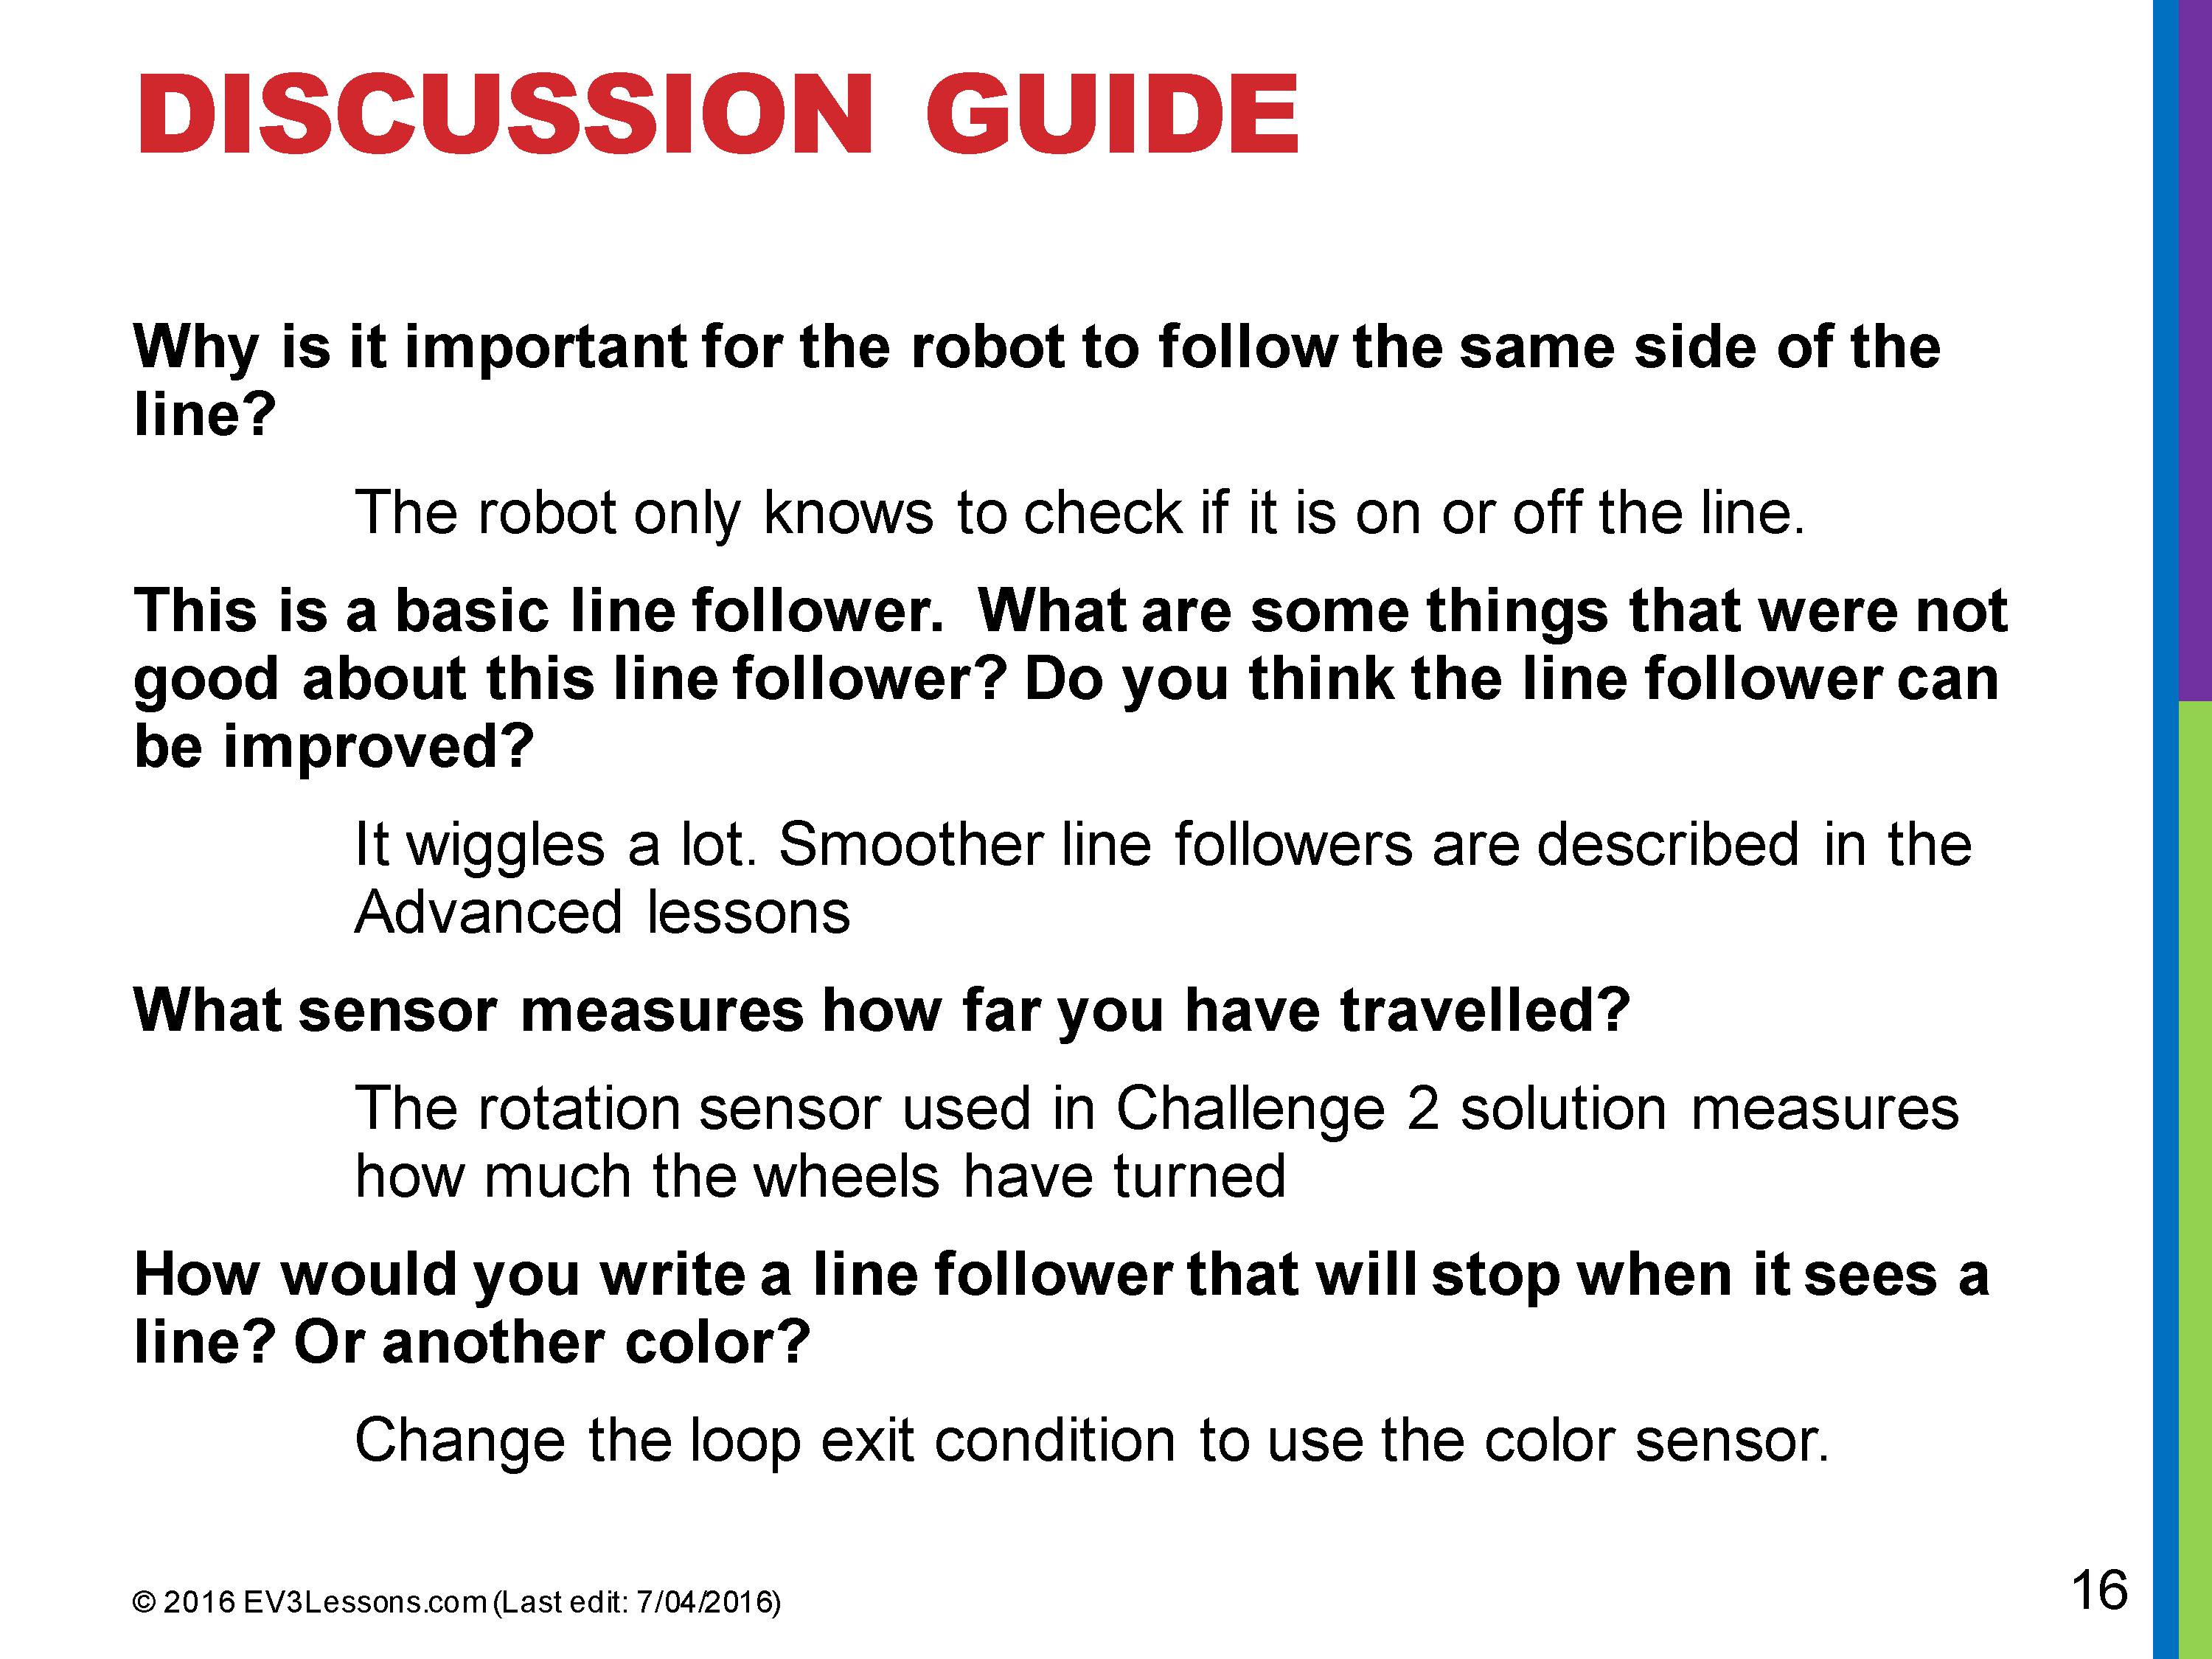 DISCUSSION GUIDE
Why is it important for the robot to follow the same side of the
line?
The robot only knows to check if it is on or off the line.
This is a basic line follower.  What are some things that were not
good about this line follower? Do you think the line follower can
be improved?
It wiggles a lot. Smoother line followers are described in the
Advanced lessons
What sensor measures how far you have travelled?
The rotation sensor used in Challenge 2 solution measures
how much the wheels have turned
How would you write a line follower that will stop when it sees a
line? Or another color?
Change the loop exit condition to use the color sensor.
© 2016 EV3Lessons.com (Last edit: 7/04/2016)
16